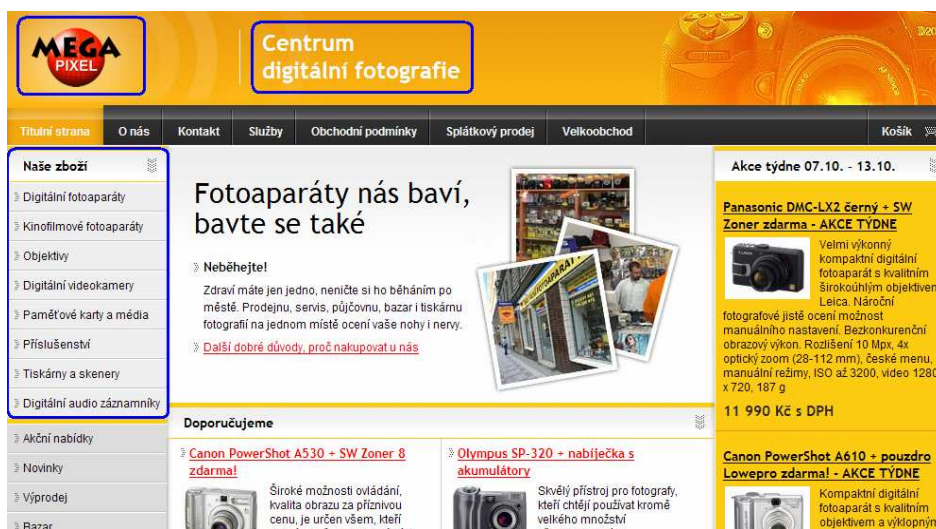 MEGA
PIXEL
Centrum
digitální fotografie
D20
Titulní strana
O nás
Kontakt
Služby
Obchodní podmínky
Splátkový prodej
Velkoobchod
Košík
Naše zboží
Digitální fotoaparáty
Kinofilmové fotoaparáty
Objektivy
Digitální videokamery
Paměťové karty a média
Příslušenství
Tiskárny a skenery
Digitální audio záznamníky
Akční nabídky
Novinky
Výprodej
Bazar
Fotoaparáty nás baví,
bavte se také
Neběhejte!
Zdraví máte jen jedno, neničte si ho běháním po
městě. Prodejnu, servis, půjčovnu, bazar i tiskárnu
fotografií na jednom místě ocení vaše nohy i nervy.
Další dobré důvody, proč nakupovat u nás
Doporučujeme
Canon PowerShot A530 + SW Zoner 8
zdarma!
Široké možnosti ovládání,
kvalita obrazu za příznivou
cenu, je určen všem, kteří
Olympus SP-320 + nabíječka s
akumulátory
Skvělý přístroj pro fotografy,
kteří chtějí používat kromě
velkého množství
Akce týdne 07.10. - 13.10.
Panasonic DMC-LX2 černý + SW
Zoner zdarma - AKCE TÝDNE
Velmi výkonný
kompaktní digitální
fotoaparát s kvalitním
širokoúhlým objektivem
Leica. Nároční
fotografové jistě ocení možnost
manuálního nastavení. Bezkonkurenční
obrazový výkon. Rozlišení 10 Mpx, 4x
optický zoom (28-112 mm), české menu,
manuální režimy, ISO až 3200, video 1280
x 720, 187 g
11 990 Kč s DPH
Canon PowerShot A610 + pouzdro
Lowepro zdarma! - AKCE TÝDNE
Kompaktní digitální
fotoaparát s kvalitním
objektivem a výklopným